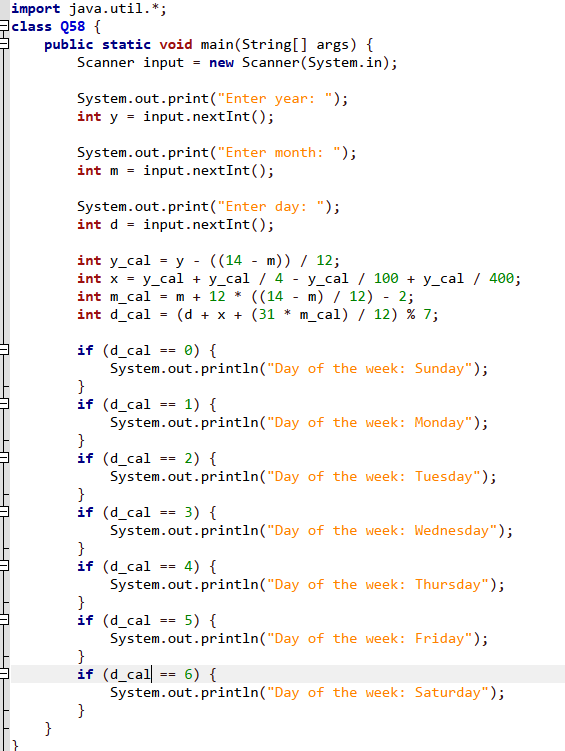 import java.util.*;
class Q58 {
    public static void main(String[] args) {
        Scanner input = new Scanner(System.in);

        System.out.print("Enter year: ");
        int y = input.nextInt();

        System.out.print("Enter month: ");
        int m = input.nextInt();

        System.out.print("Enter day: ");
        int d = input.nextInt();

        int y_cal = y - ((14 - m)) / 12;
        int x = y_cal + y_cal / 4 - y_cal / 100 + y_cal / 400;
        int m_cal = m + 12 * ((14 - m) / 12) - 2;
        int d_cal = (d + x + (31 * m_cal) / 12) % 7;

        if (d_cal == 0) {
            System.out.println("Day of the week: Sunday");
        }
        if (d_cal == 1) {
            System.out.println("Day of the week: Monday");
        }
        if (d_cal == 2) {
            System.out.println("Day of the week: Tuesday");
        }
        if (d_cal == 3) {
            System.out.println("Day of the week: Wednesday");
        }
        if (d_cal == 4) {
            System.out.println("Day of the week: Thursday");
        }
        if (d_cal == 5) {
            System.out.println("Day of the week: Friday");
        }
        if (d_cal == 6) {
            System.out.println("Day of the week: Saturday");
        }
    }
}